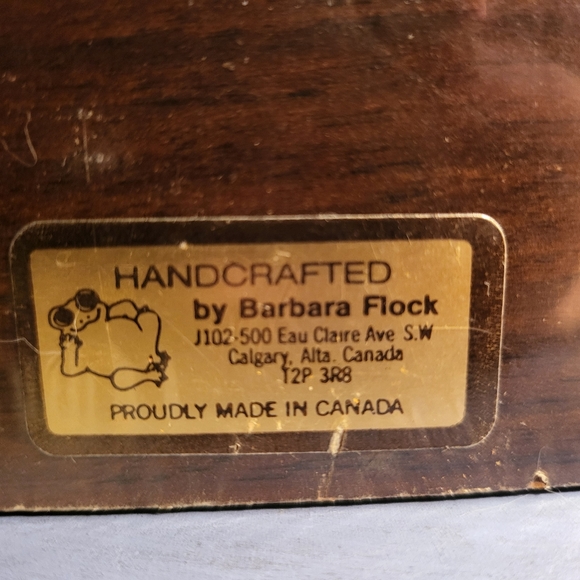 HANDCRAFTED
by Barbara Flock
J102-500 Eau Claire Ave S.W
Calgary, Alta. Canada
T2P 3R8
PROUDLY MADE IN CANADA